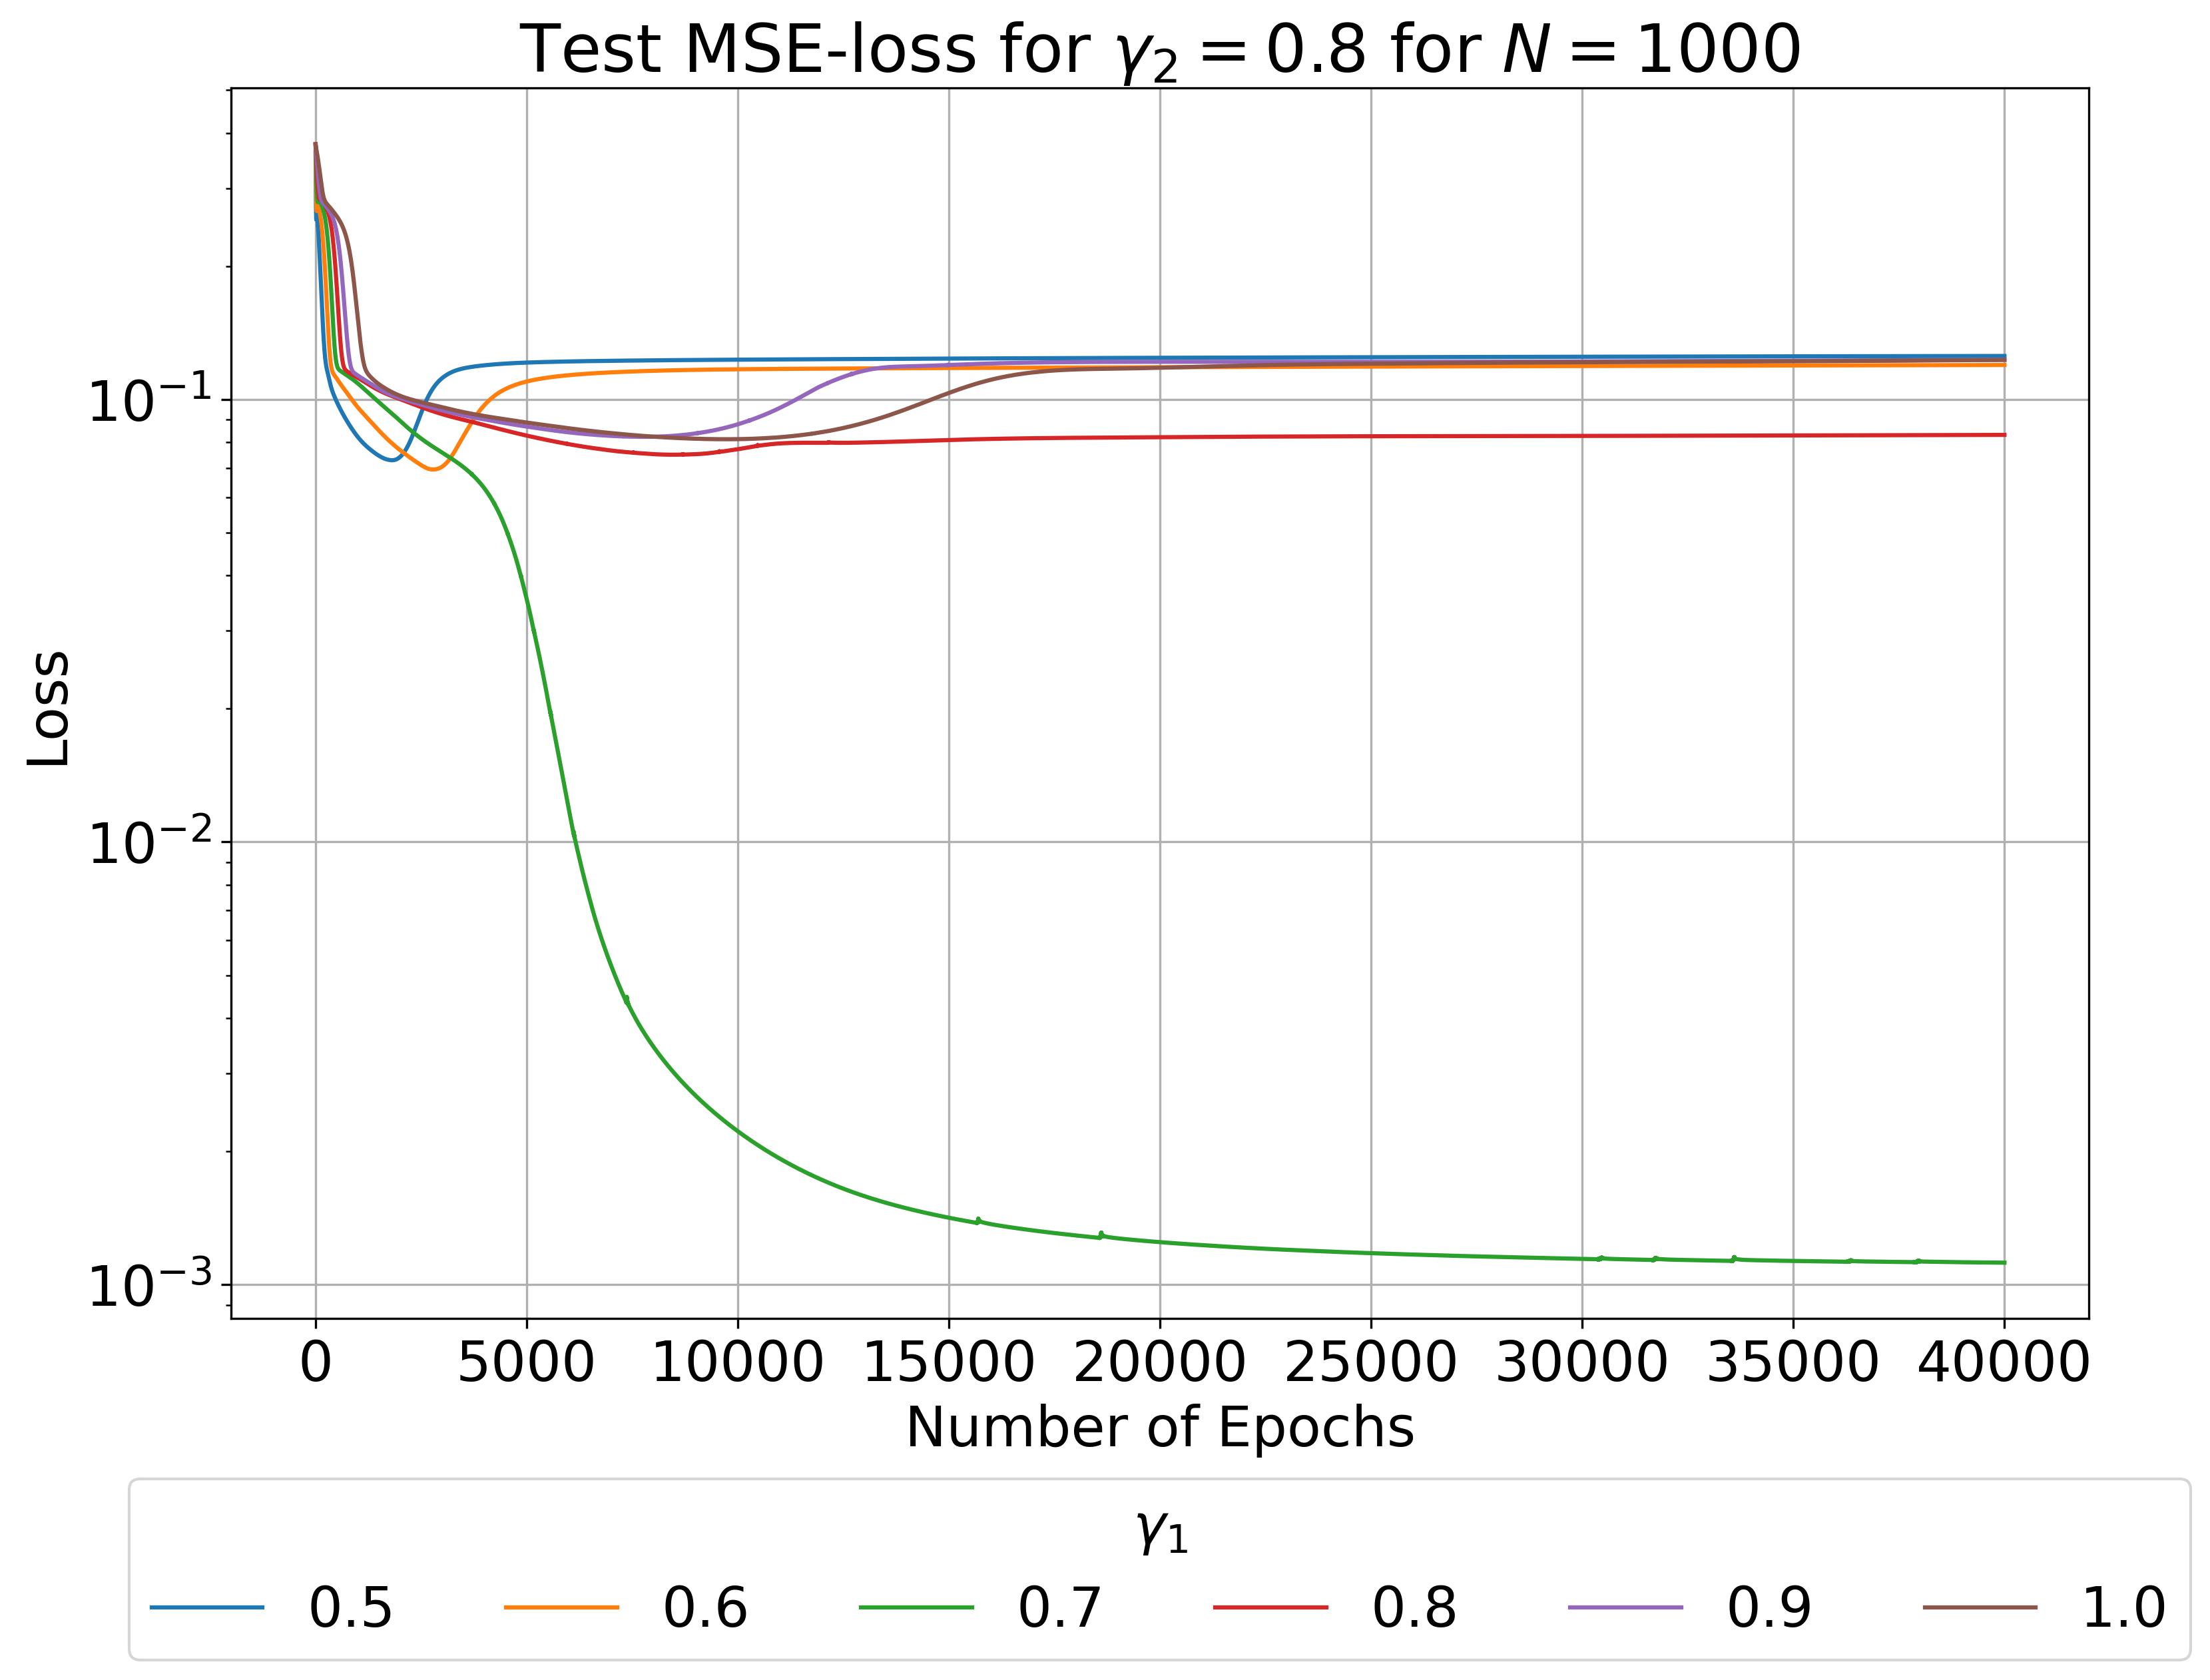 Test MSE-loss for γ₂ = 0.8 for N = 1000
Loss
10⁻¹
10⁻²
10⁻³
0 5000 10000 15000 20000 25000 30000 35000 40000
Number of Epochs
γ₁
0.5 0.6 0.7 0.8 0.9 1.0